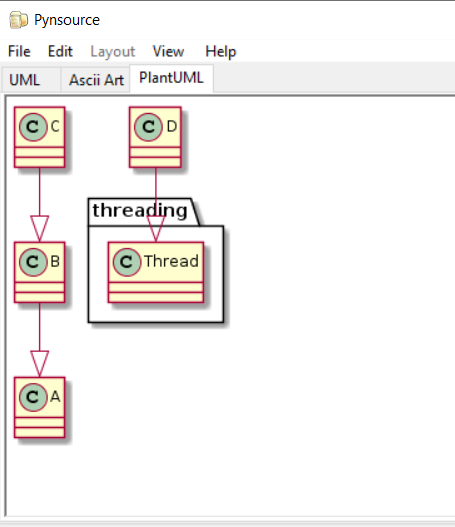 Pynsource
File Edit Layout View Help
UML Ascii Art PlantUML
C C C D
threading
C B C Thread
C A